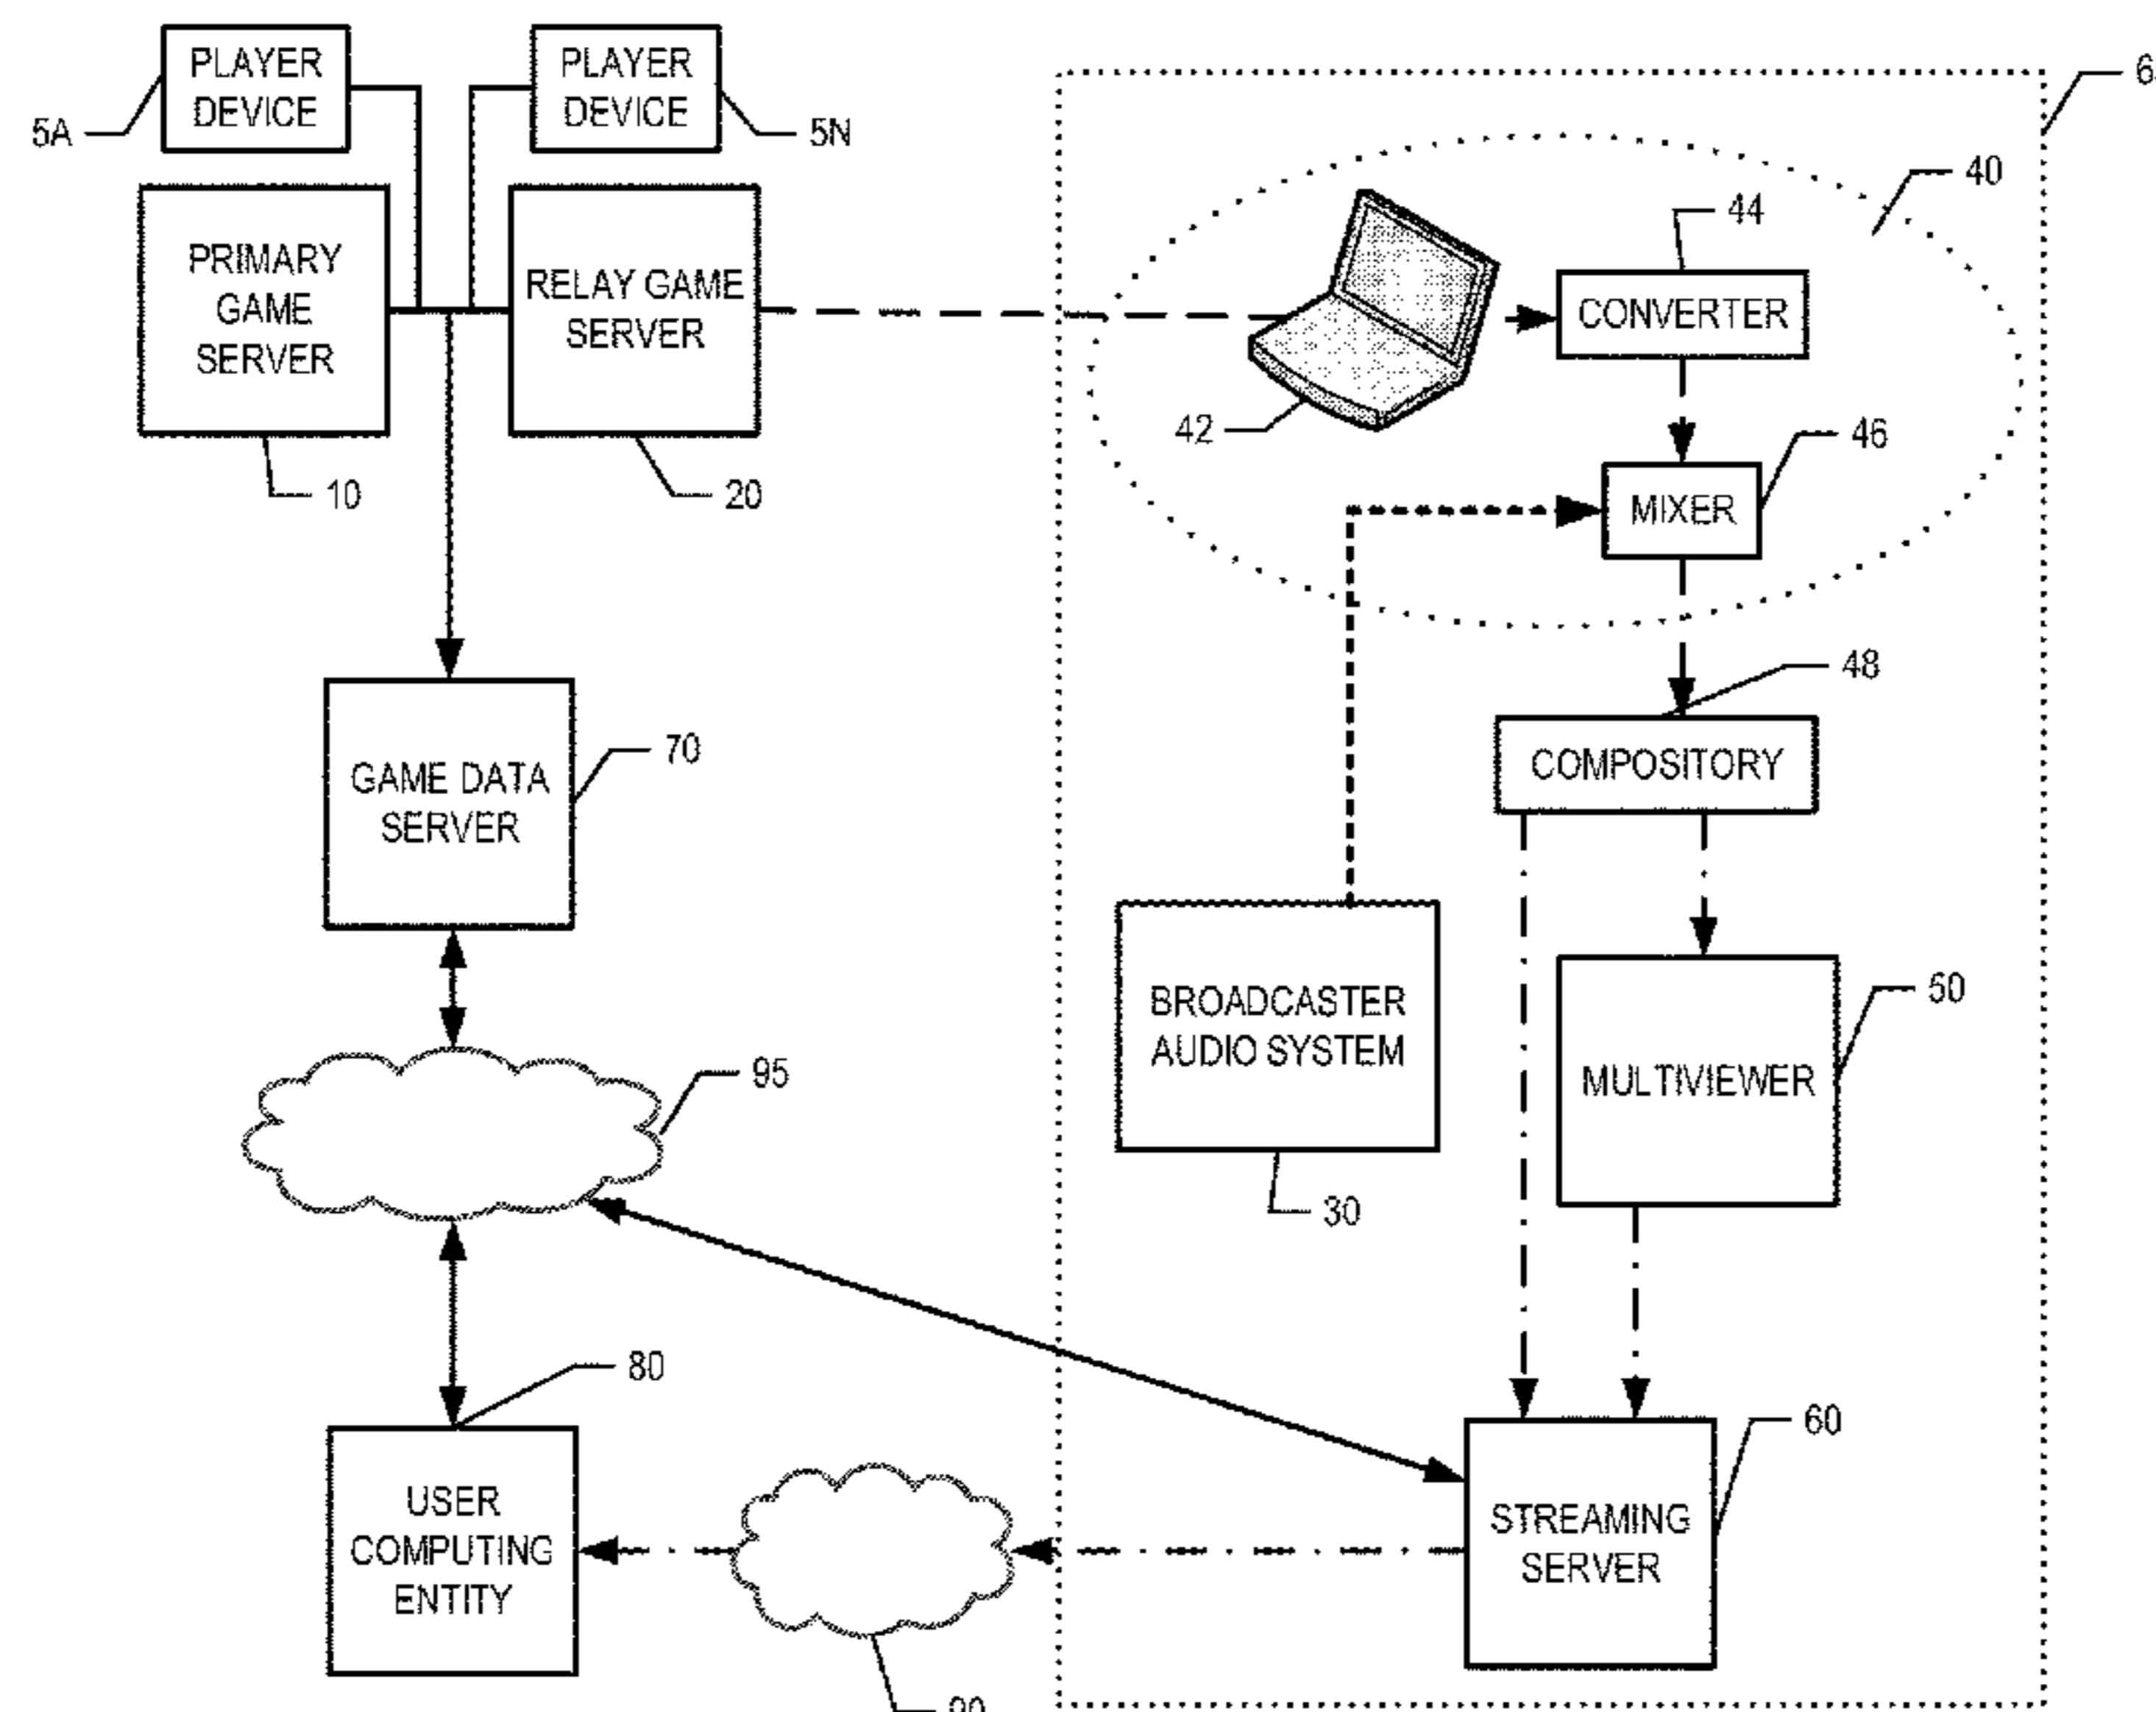 PLAYER
DEVICE
PLAYER
DEVICE
5A
5N
6
40
44
PRIMARY
GAME
SERVER
RELAY GAME
SERVER
CONVERTER
42
46
10
20
MIXER
48
70
GAME DATA
SERVER
COMPOSITORY
BROADCASTER
AUDIO SYSTEM
50
MULTIVIEWER
95
30
80
60
USER
COMPUTING
ENTITY
STREAMING
SERVER